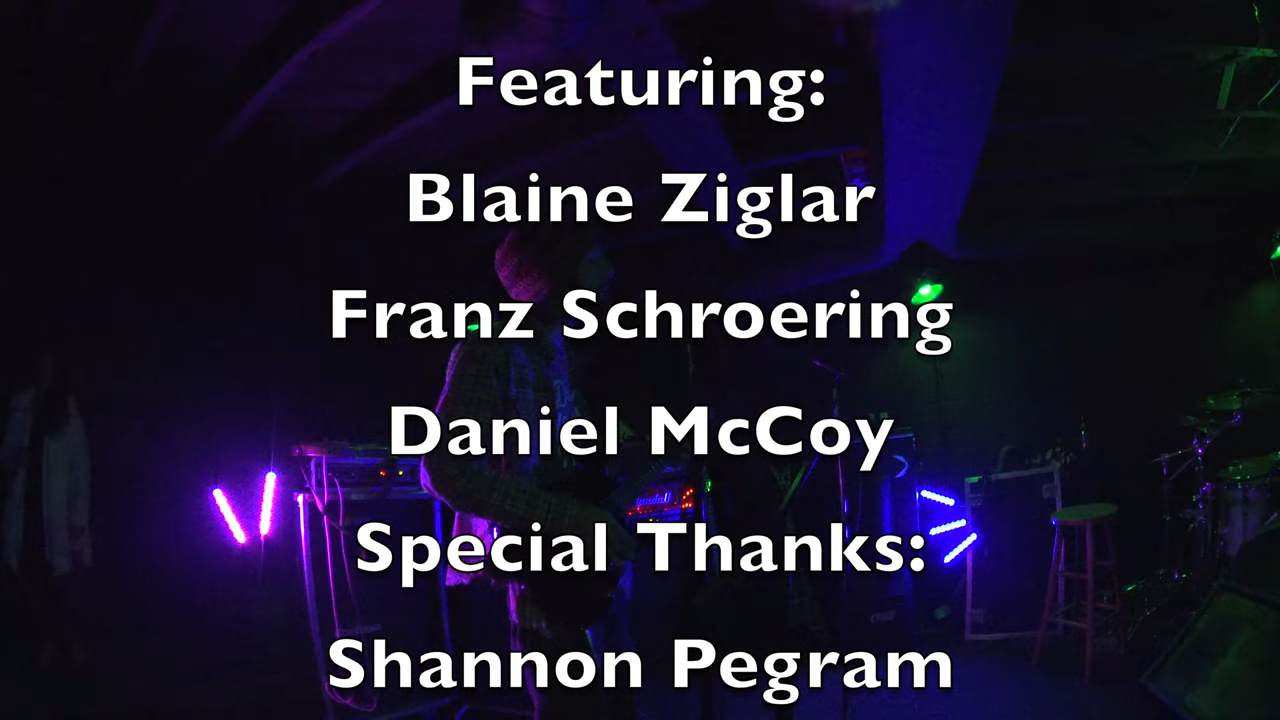 Featuring:
Blaine Ziglar
Franz Schroering
Daniel McCoy
Special Thanks:
Shannon Pegram